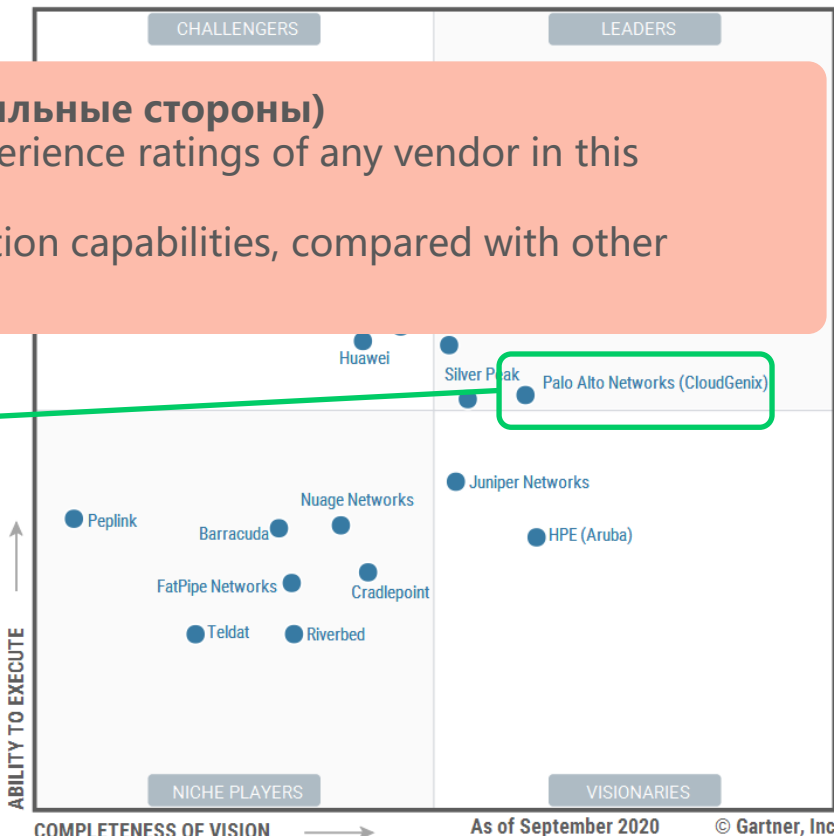 CHALLENGERS
LEADERS
ильные стороны)
erience ratings of any vendor in this
tion capabilities, compared with other
Huawei
Silver Peak
Palo Alto Networks (CloudGenix)
Juniper Networks
Nuage Networks
Peplink
Barracuda
HPE (Aruba)
FatPipe Networks
Cradlepoint
Teldat
Riverbed
ABILITY TO EXECUTE
NICHE PLAYERS
VISIONARIES
COMPLETENESS OF VISION
As of September 2020
© Gartner, Inc